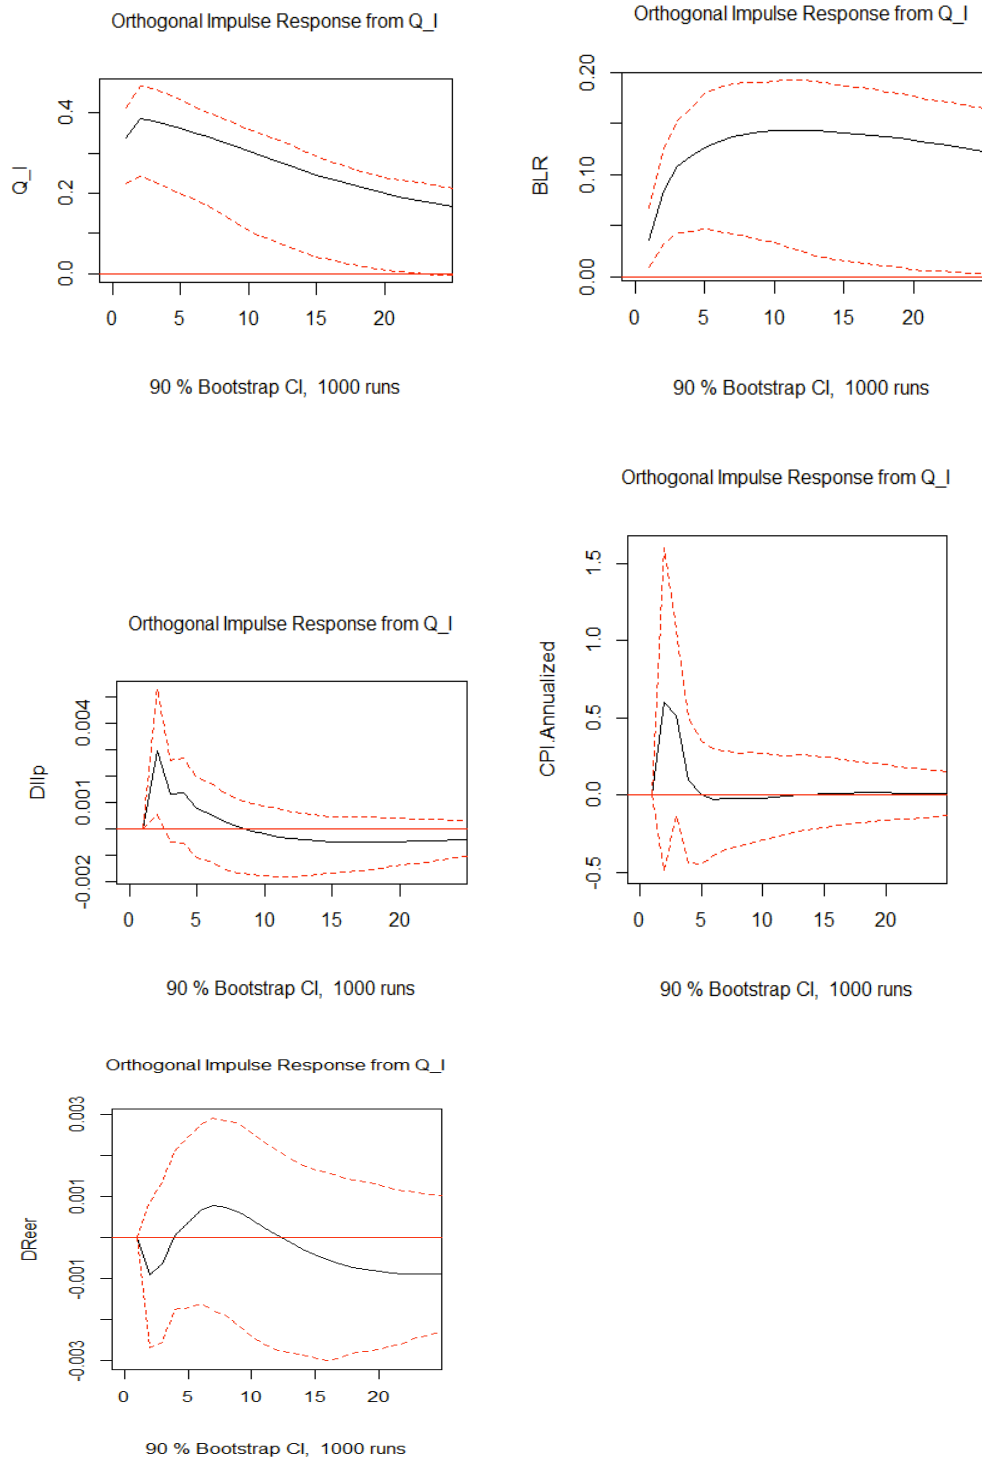 Orthogonal Impulse Response from Q_I
Q_I
0.4
0.2
0.0
0 5 10 15 20
90 % Bootstrap CI, 1000 runs
Orthogonal Impulse Response from Q_I
BLR
0.20
0.10
0.00
0 5 10 15 20
90 % Bootstrap CI, 1000 runs
Orthogonal Impulse Response from Q_I
DIIp
0.004
0.001
-0.002
0 5 10 15 20
90 % Bootstrap CI, 1000 runs
Orthogonal Impulse Response from Q_I
CPI.Annualized
1.5
1.0
0.5
0.0
-0.5
0 5 10 15 20
90 % Bootstrap CI, 1000 runs
Orthogonal Impulse Response from Q_I
DReer
0.003
0.001
-0.001
-0.003
0 5 10 15 20
90 % Bootstrap CI, 1000 runs